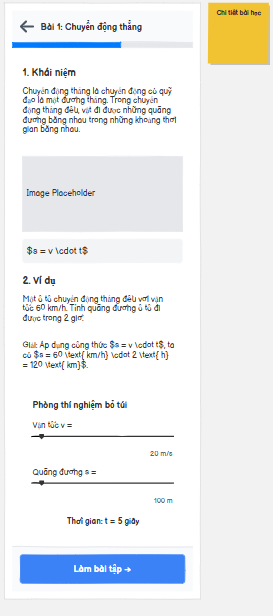 Bài 1: Chuyển động thẳng
Chi tiết bài học
1. Khái niệm
Chuyển động thẳng là chuyển động có quỹ
đạo là một đường thẳng. Trong chuyển
động thẳng đều, vật đi được những quãng
đường bằng nhau trong những khoảng thời
gian bằng nhau.
Image Placeholder
$s = v \cdot t$
2. Ví dụ
Một ô tô chuyển động thẳng đều với vận
tốc 60 km/h. Tính quãng đường ô tô đi
được trong 2 giờ.
Giải: Áp dụng công thức $s = v \cdot t$, ta
có $s = 60 \text{ km/h} \cdot 2 \text{ h}
= 120 \text{ km}$.
Phòng thí nghiệm bỏ túi
Vận tốc v =
20 m/s
Quãng đường s =
100 m
Thời gian: t = 5 giây
Làm bài tập →